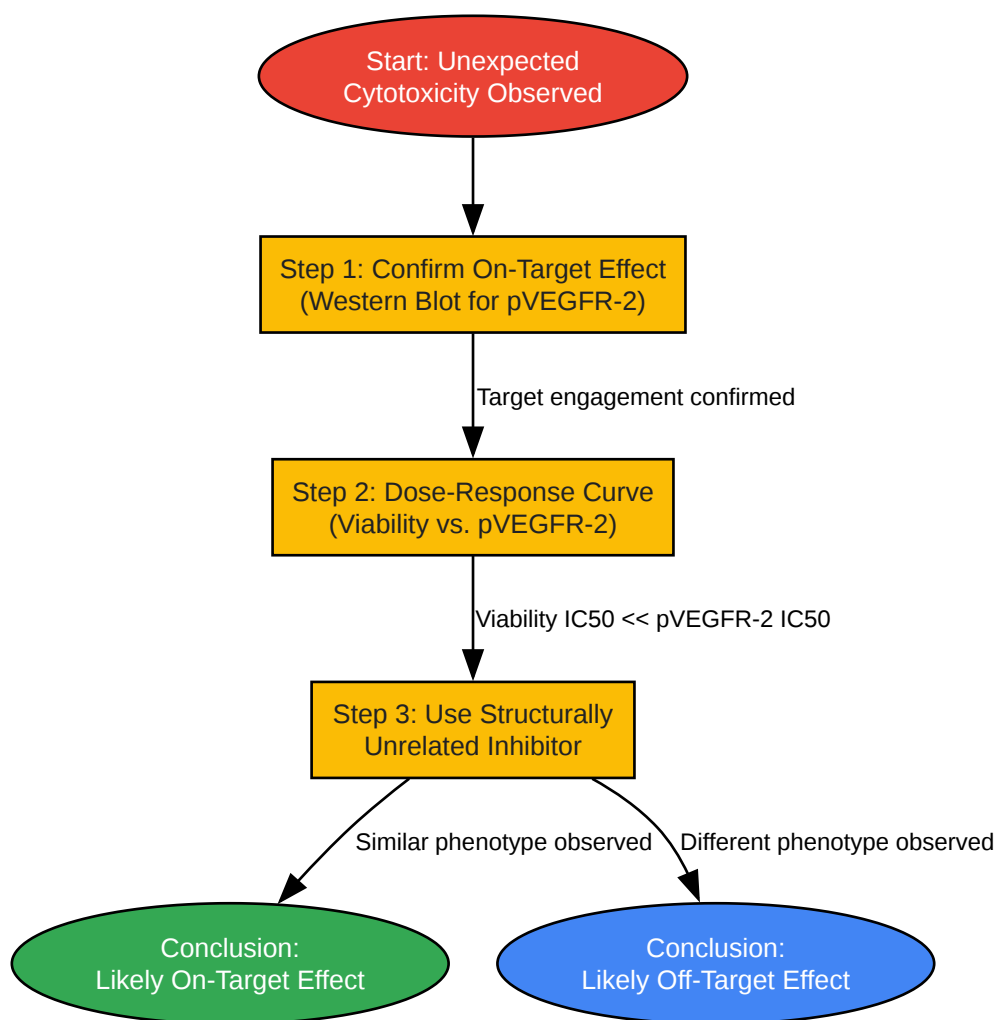 Start: Unexpected
Cytotoxicity Observed
Step 1: Confirm On-Target Effect
(Western Blot for pVEGFR-2)
Target engagement confirmed
Step 2: Dose-Response Curve
(Viability vs. pVEGFR-2)
Viability IC50 << pVEGFR-2 IC50
Step 3: Use Structurally
Unrelated Inhibitor
Similar phenotype observed
Different phenotype observed
Conclusion:
Likely On-Target Effect
Conclusion:
Likely Off-Target Effect